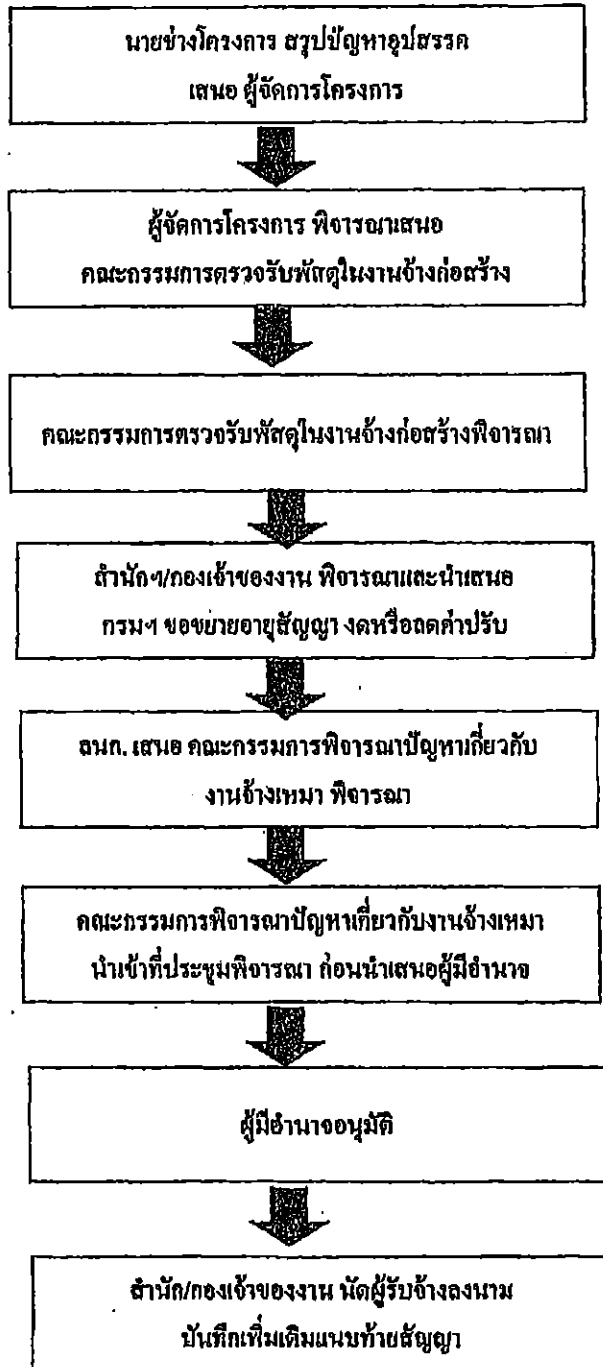 นายช่างโครงการ สรุปปัญหาอุปสรรค
เสนอ ผู้จัดการโครงการ
ผู้จัดการโครงการ พิจารณาเสนอ
คณะกรรมการตรวจรับพัสดุในงานจ้างก่อสร้าง
คณะกรรมการตรวจรับพัสดุในงานจ้างก่อสร้างพิจารณา
สำนักฯ/กองเจ้าของงาน พิจารณาและนำเสนอ
กรมฯ ขอขยายอายุสัญญา งดหรือลดค่าปรับ
ลนก. เสนอ คณะกรรมการพิจารณาปัญหาเกี่ยวกับ
งานจ้างเหมา พิจารณา
คณะกรรมการพิจารณาปัญหาเกี่ยวกับงานจ้างเหมา
นำเข้าที่ประชุมพิจารณา ก่อนนำเสนอผู้มีอำนาจ
ผู้มีอำนาจอนุมัติ
สำนัก/กองเจ้าของงาน นัดผู้รับจ้างลงนาม
บันทึกเพิ่มเติมแนบท้ายสัญญา